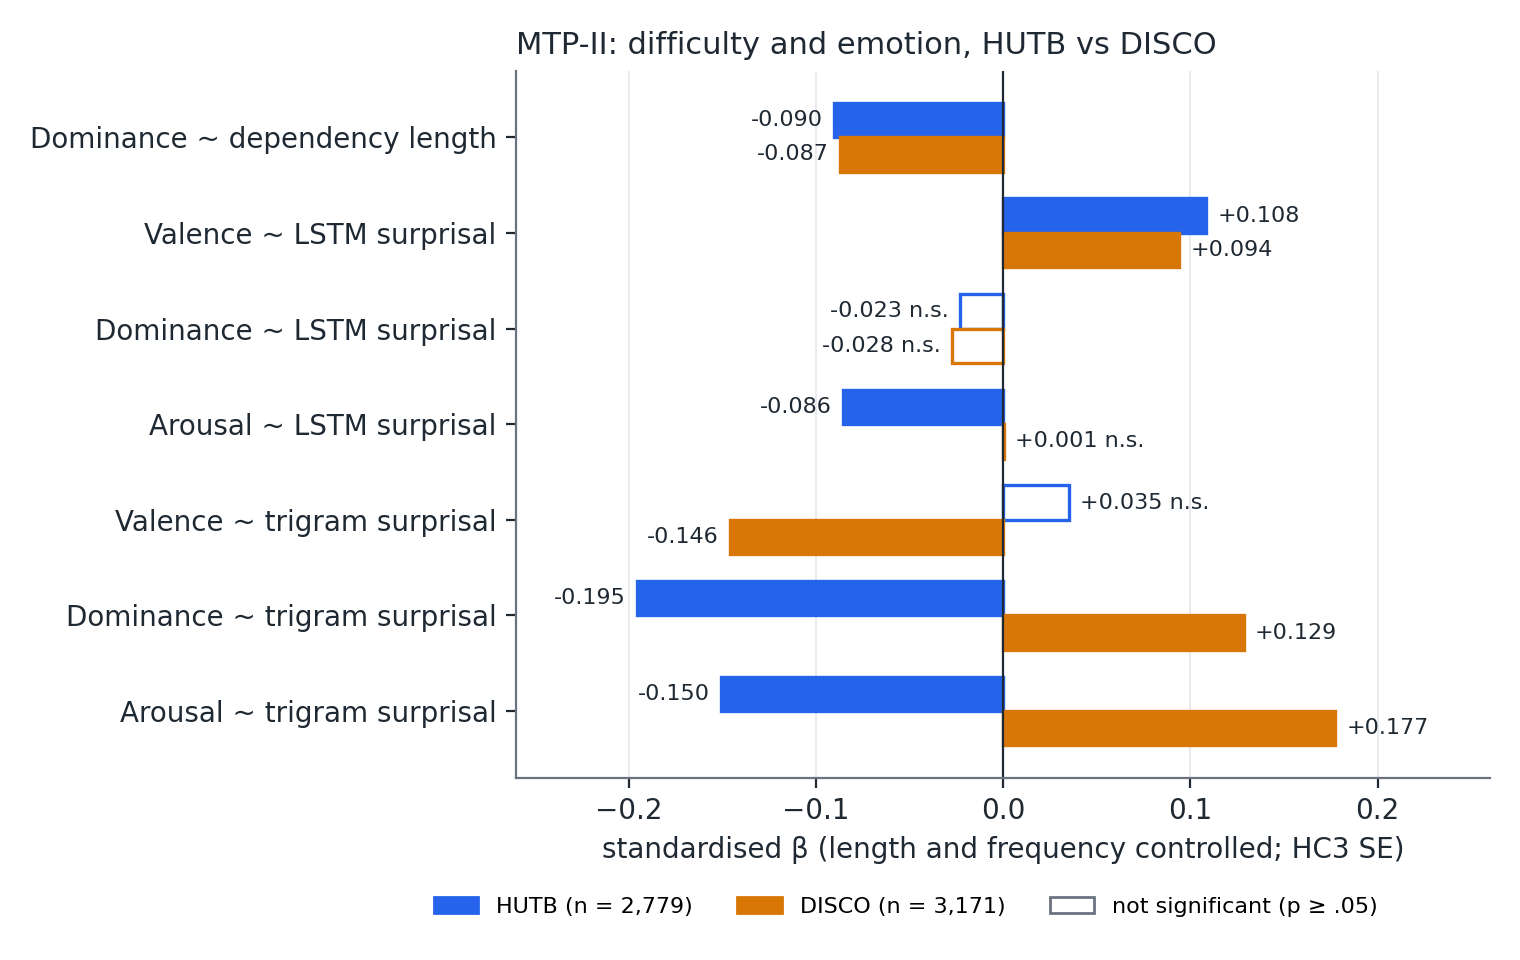 MTP-II: difficulty and emotion, HUTB vs DISCO
Dominance ~ dependency length
-0.090
-0.087
Valence ~ LSTM surprisal
+0.108
+0.094
Dominance ~ LSTM surprisal
-0.023 n.s.
-0.028 n.s.
Arousal ~ LSTM surprisal
-0.086
+0.001 n.s.
Valence ~ trigram surprisal
+0.035 n.s.
-0.146
Dominance ~ trigram surprisal
-0.195
+0.129
Arousal ~ trigram surprisal
-0.150
+0.177
−0.2 −0.1 0.0 0.1 0.2
standardised β (length and frequency controlled; HC3 SE)
HUTB (n = 2,779) DISCO (n = 3,171) not significant (p ≥ .05)